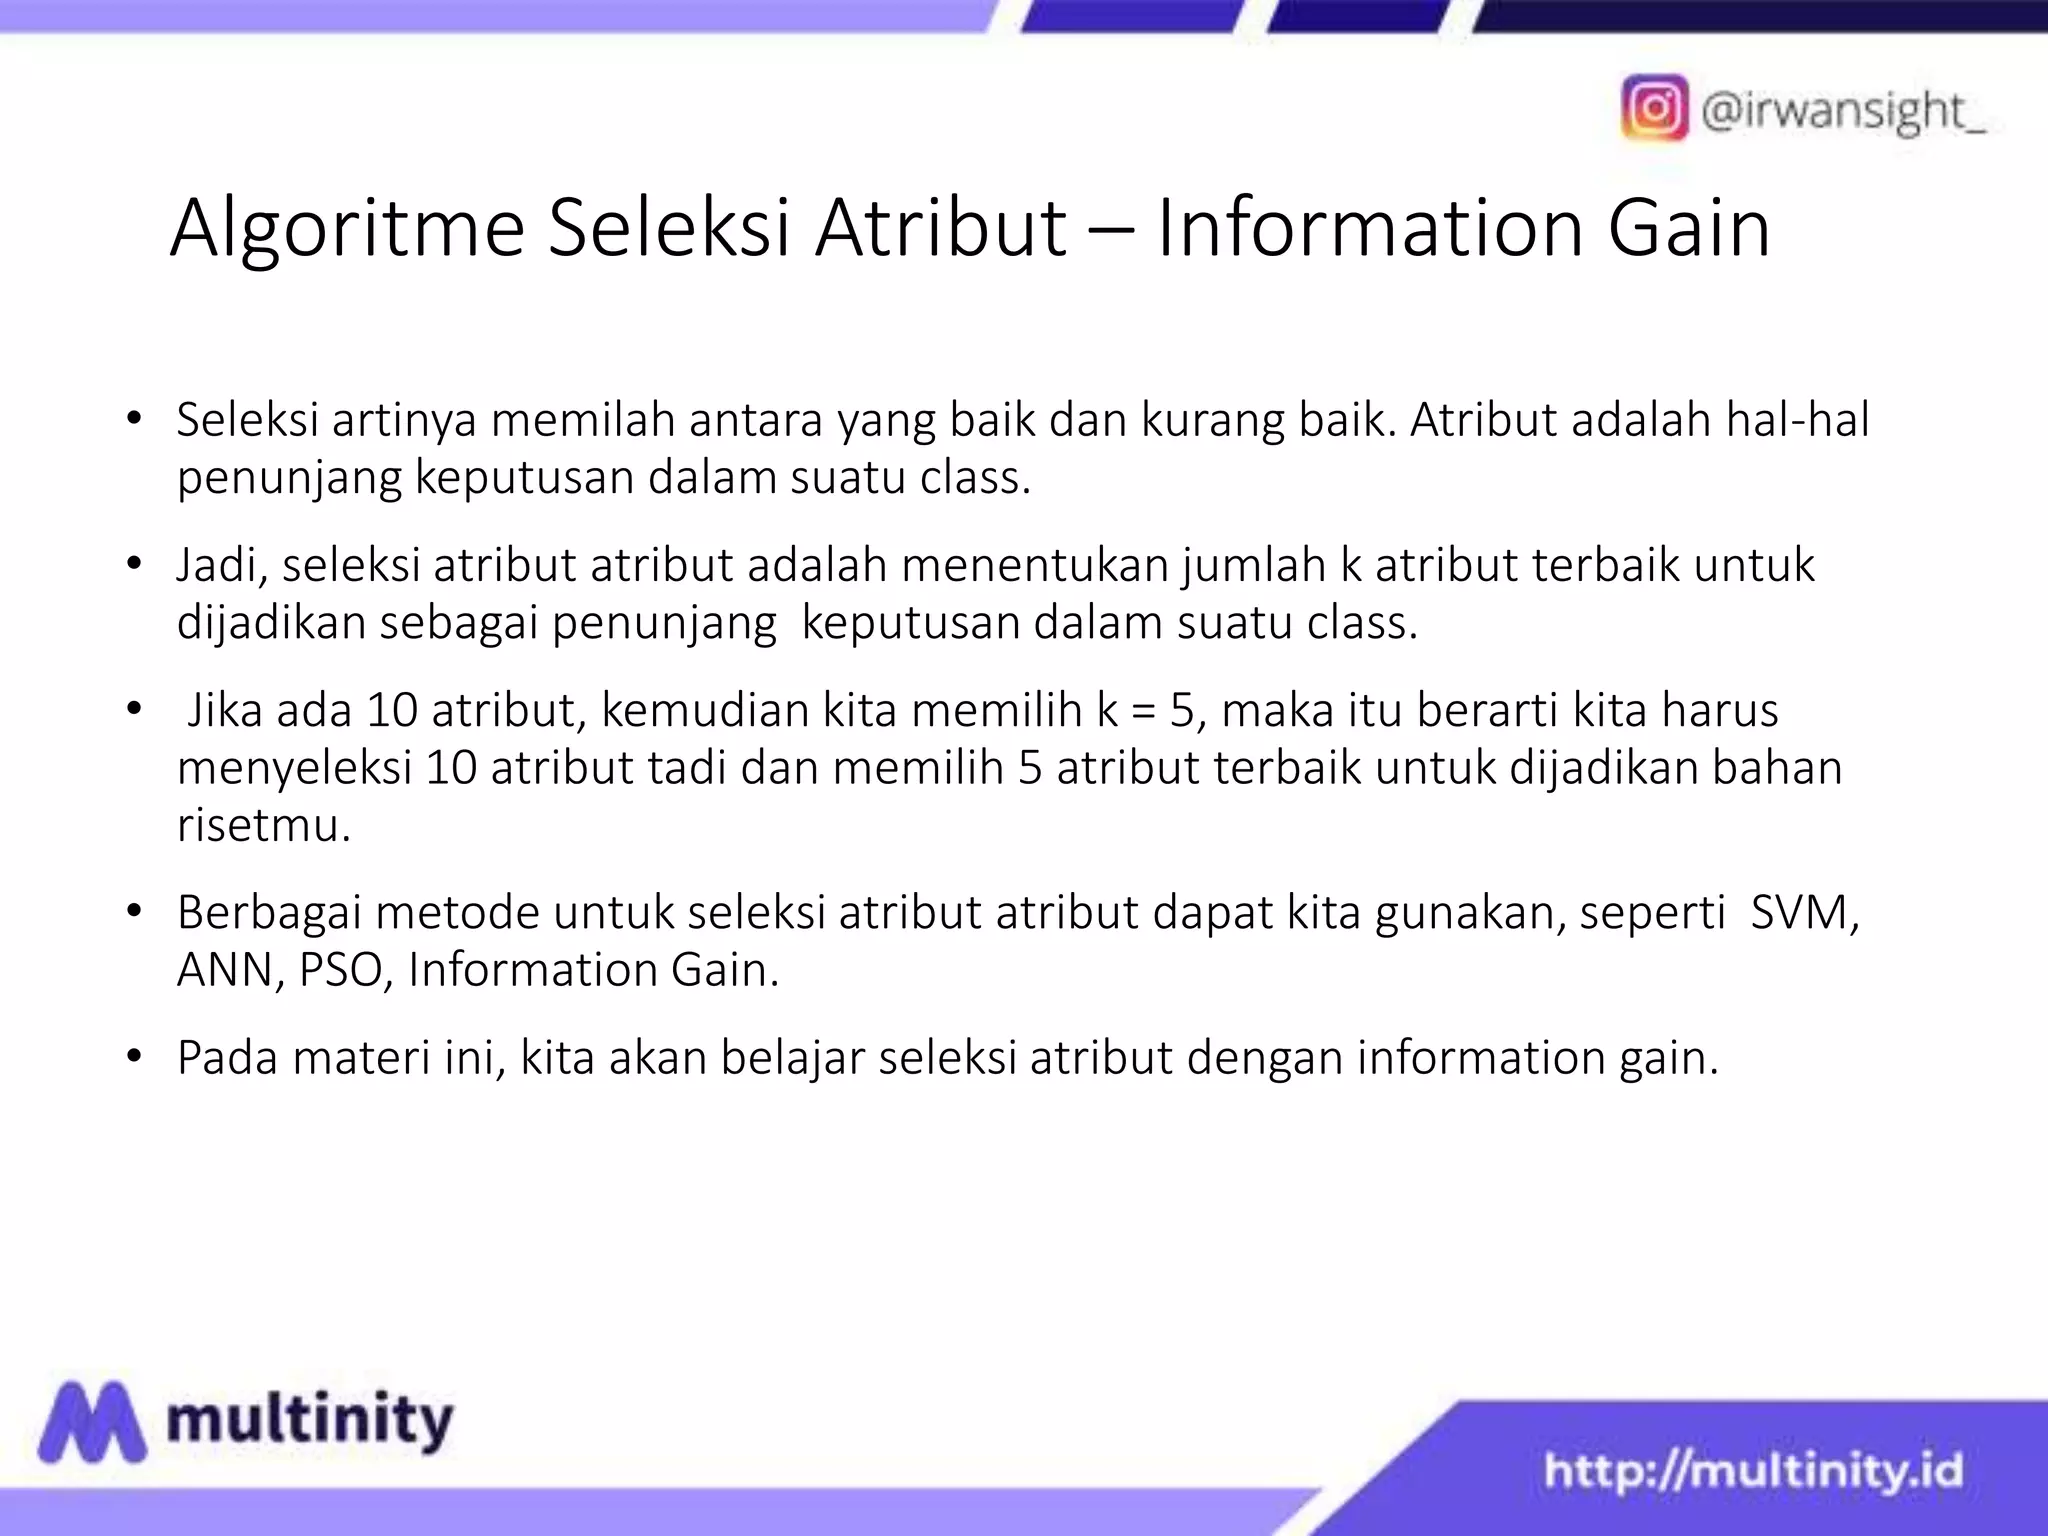 @irwansight_
Algoritme Seleksi Atribut – Information Gain
• Seleksi artinya memilah antara yang baik dan kurang baik. Atribut adalah hal-hal
penunjang keputusan dalam suatu class.
• Jadi, seleksi atribut atribut adalah menentukan jumlah k atribut terbaik untuk
dijadikan sebagai penunjang  keputusan dalam suatu class.
• Jika ada 10 atribut, kemudian kita memilih k = 5, maka itu berarti kita harus
menyeleksi 10 atribut tadi dan memilih 5 atribut terbaik untuk dijadikan bahan
risetmu.
• Berbagai metode untuk seleksi atribut atribut dapat kita gunakan, seperti  SVM,
ANN, PSO, Information Gain.
• Pada materi ini, kita akan belajar seleksi atribut dengan information gain.
multinity
http://multinity.id